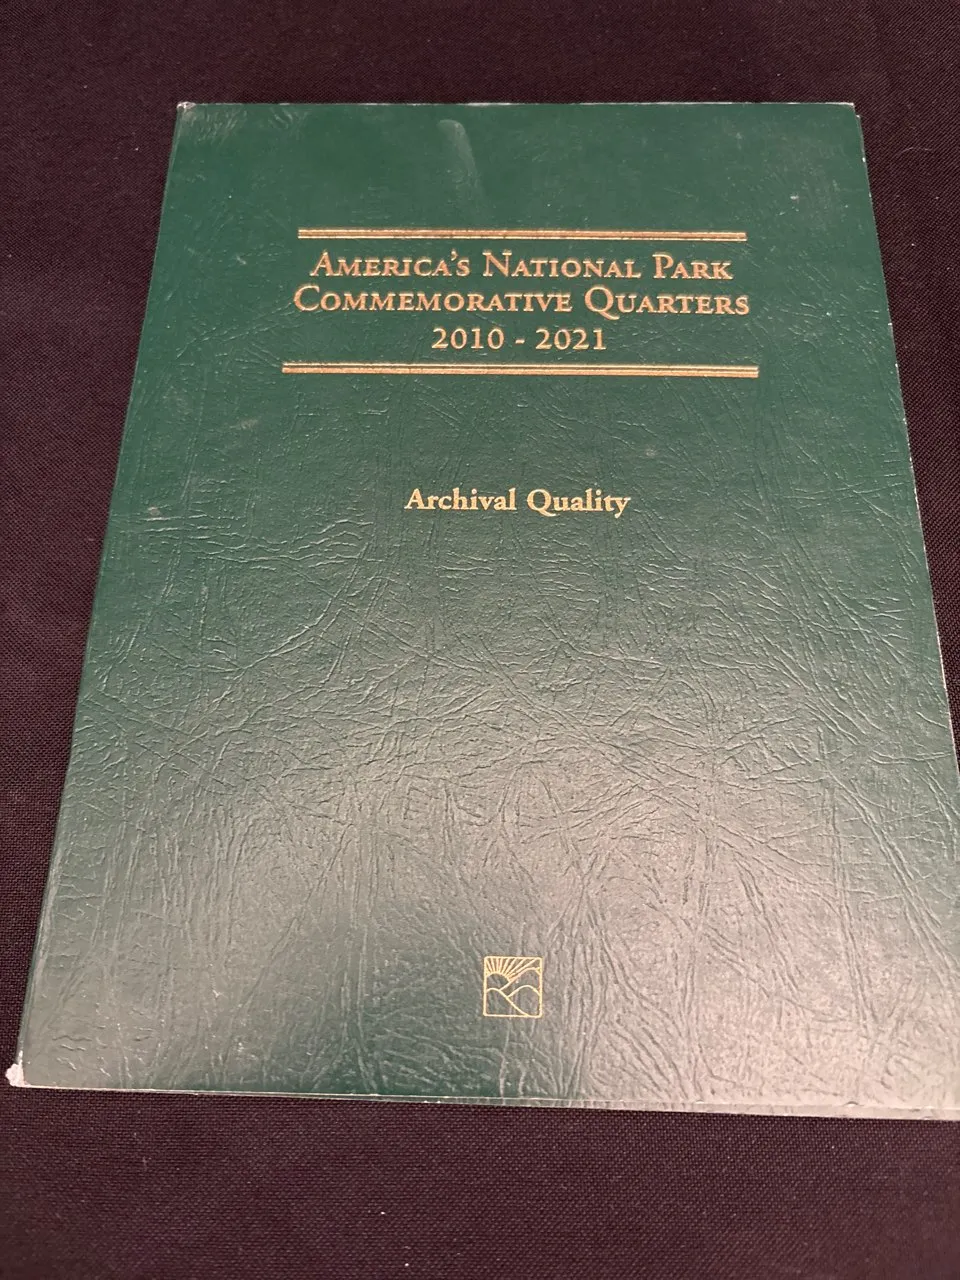 America's National Park
Commemorative Quarters
2010 - 2021
Archival Quality